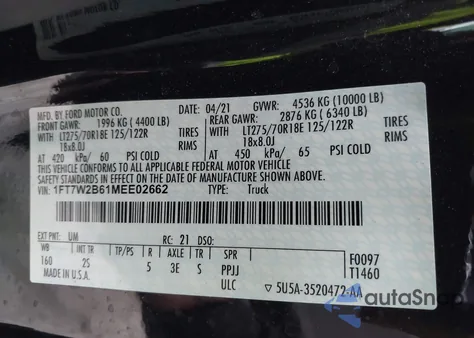 MFD. BY FORD MOTOR CO. 04/21 GVWR: 4536 KG (10000 LB)
FRONT GAWR: 1996 KG (4400 LB) REAR GAWR: 2876 KG (6340 LB)
LT275/70R18E 125/122R TIRES LT275/70R18E 125/122R TIRES
18x8.0J RIMS 18x8.0J RIMS
AT 420 kPa/ 60 PSI COLD AT 450 kPa/ 65 PSI COLD
THIS VEHICLE CONFORMS TO ALL APPLICABLE FEDERAL MOTOR VEHICLE
SAFETY STANDARDS IN EFFECT ON THE DATE OF MANUFACTURE SHOWN ABOVE.
VIN: 1FT7W2B61MEE02662 TYPE: Truck
EXT PNT: UM RC: 21 DSO:
WB INT TR TP/PS R AXLE TR SPR F0097
160 2S 5 3E S PPJJ T1460
MADE IN U.S.A. ULC 5U5A-3520472-AA
autoSnap